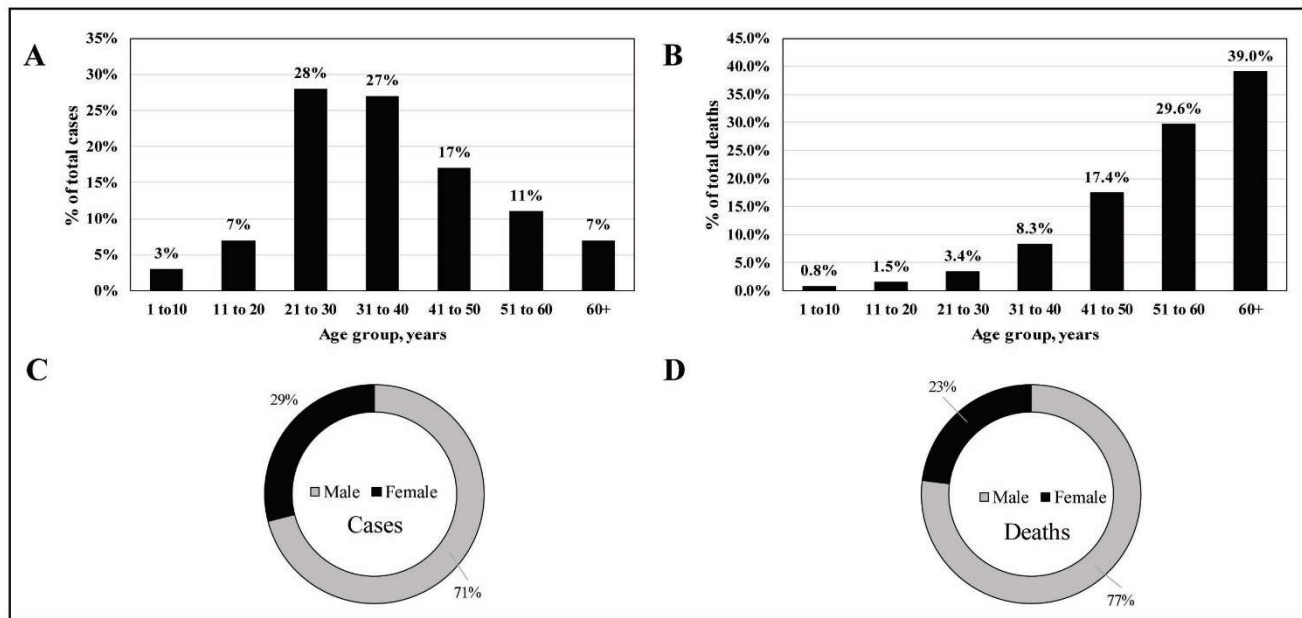 A
% of total cases
35%
30%
25%
20%
15%
10%
5%
0%
3%
7%
28%
27%
17%
11%
7%
1 to10
11 to 20
21 to 30
31 to 40
41 to 50
51 to 60
60+
Age group, years
B
% of total deaths
45.0%
40.0%
35.0%
30.0%
25.0%
20.0%
15.0%
10.0%
5.0%
0.0%
0.8%
1.5%
3.4%
8.3%
17.4%
29.6%
39.0%
1 to10
11 to 20
21 to 30
31 to 40
41 to 50
51 to 60
60+
Age group, years
C
29%
Male Female
Cases
71%
D
23%
Male Female
Deaths
77%